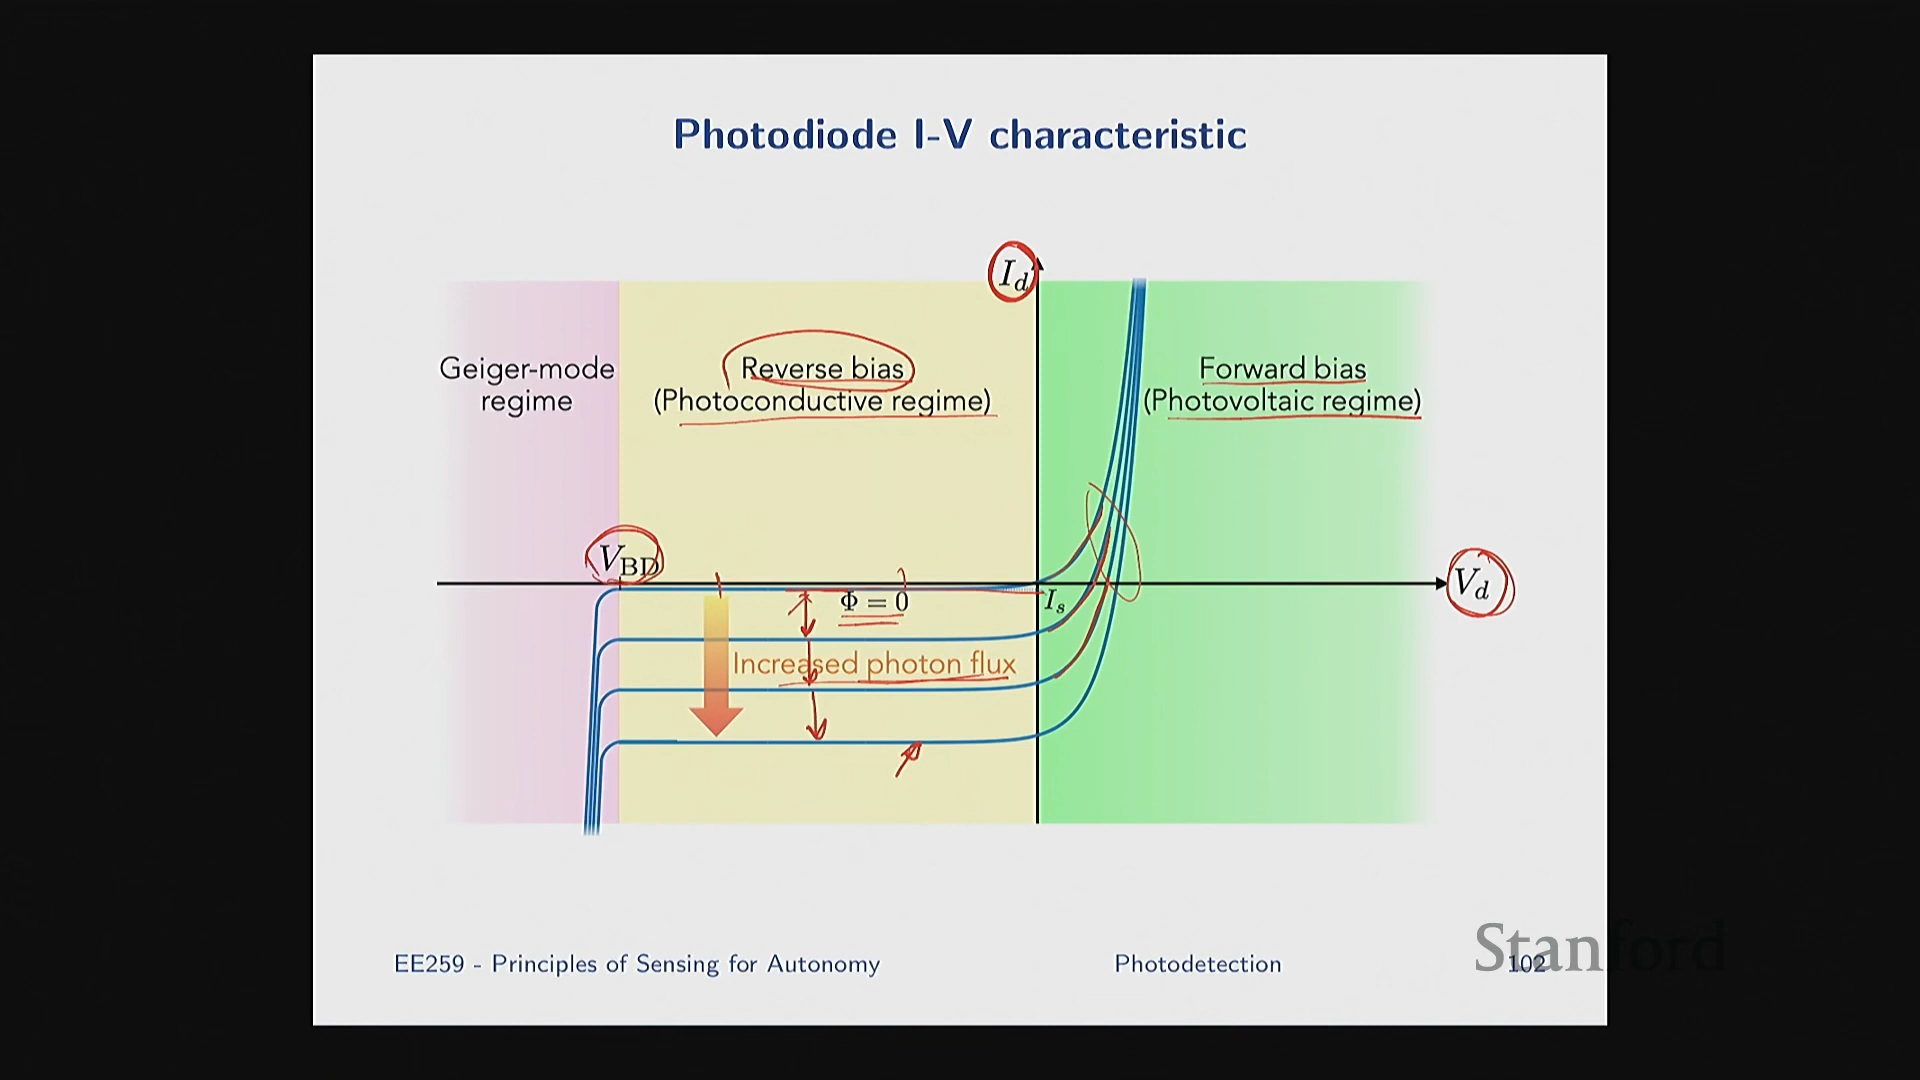 Photodiode I-V characteristic
I_d
Geiger-mode
regime
Reverse bias
(Photoconductive regime)
Forward bias
(Photovoltaic regime)
V_BD
V_d
Φ = 0
I_s
Increased photon flux
EE259 - Principles of Sensing for Autonomy
Photodetection
102
Stanford